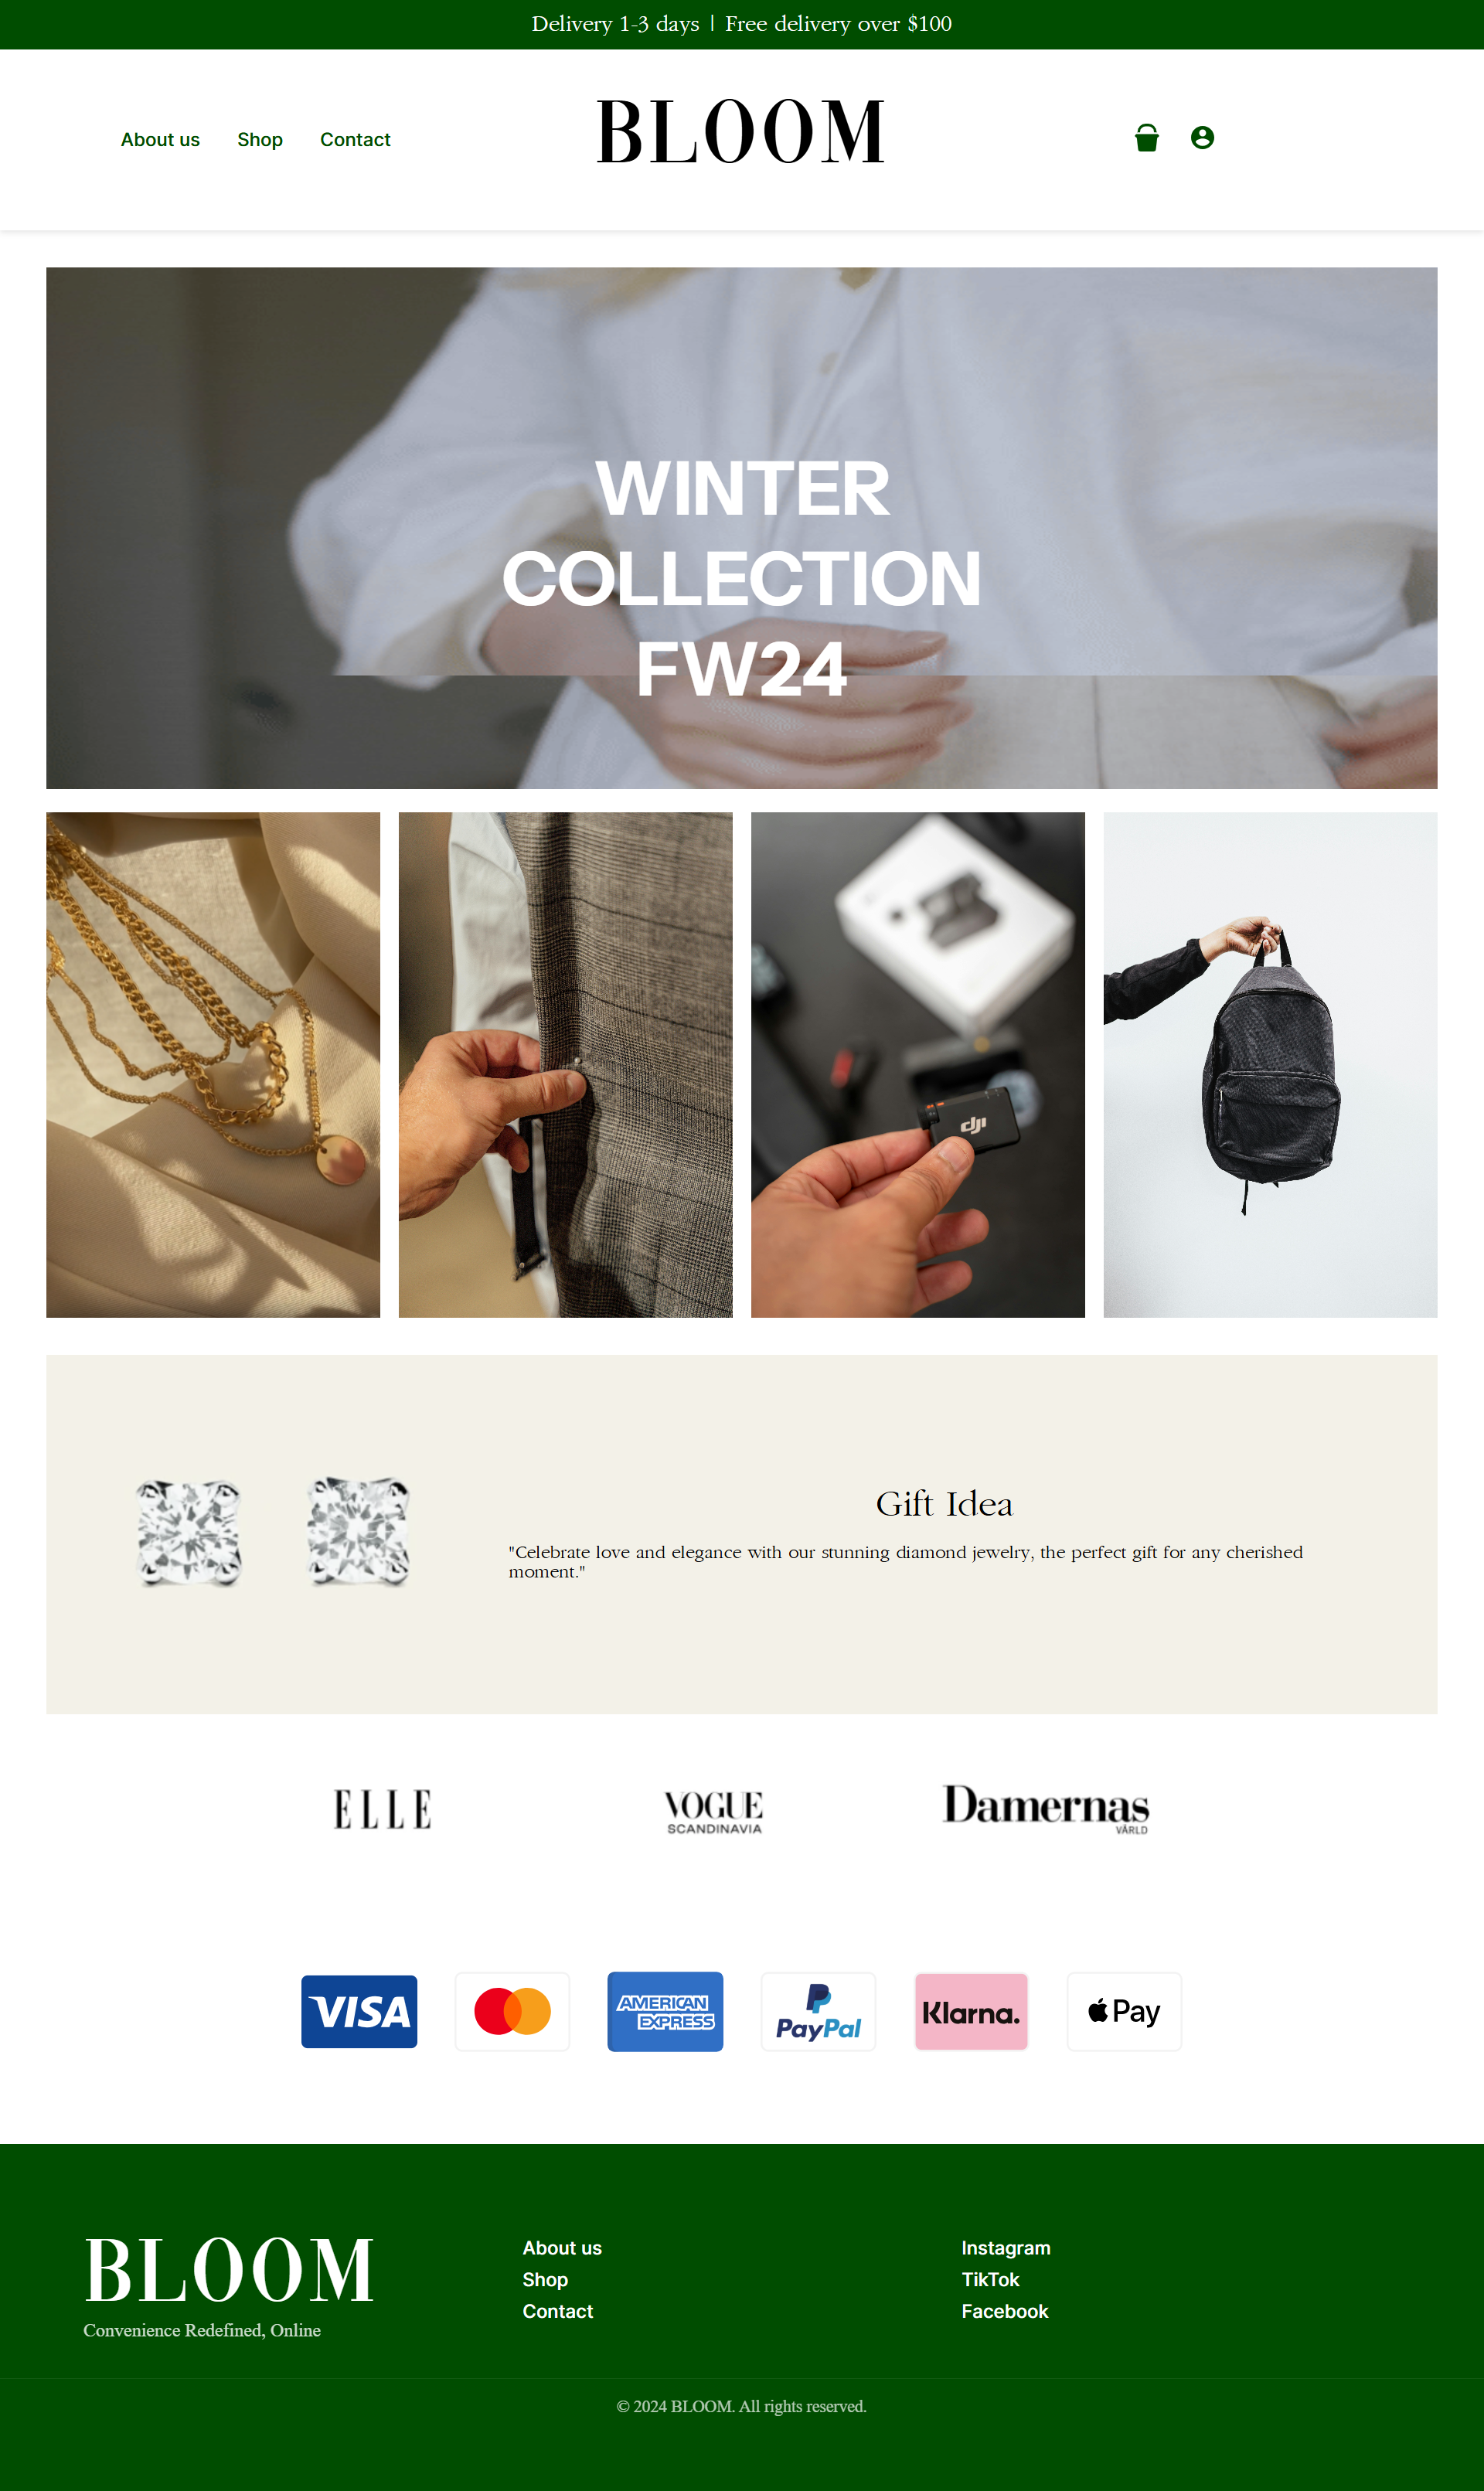 Delivery 1-3 days | Free delivery over $100
About us Shop Contact
BLOOM
WINTER
COLLECTION
FW24
dji
Gift Idea
"Celebrate love and elegance with our stunning diamond jewelry, the perfect gift for any cherished
moment."
ELLE
VOGUE
SCANDINAVIA
Damernas
VÄRLD
VISA
AMERICAN
EXPRESS
PayPal
Klarna.
Pay
BLOOM
Convenience Redefined, Online
About us
Shop
Contact
Instagram
TikTok
Facebook
© 2024 BLOOM. All rights reserved.